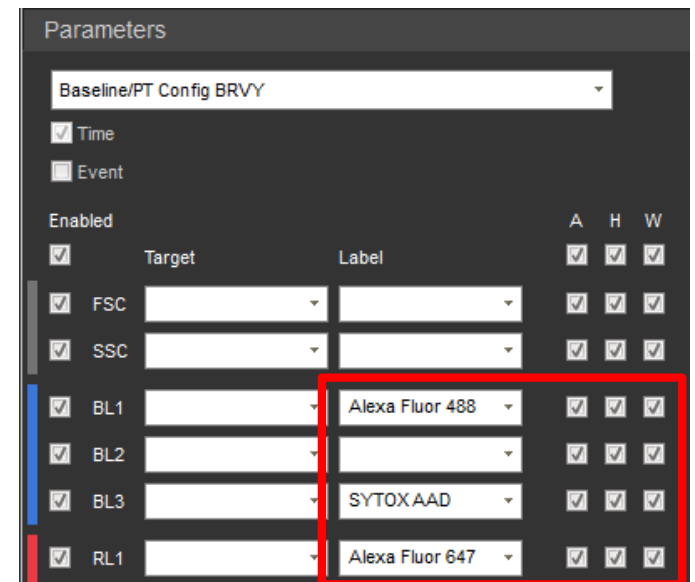 Parameters
Baseline/PT Config BRVY
Time
Event
Enabled A H W
Target Label
FSC
SSC
BL1 Alexa Fluor 488
BL2
BL3 SYTOX AAD
RL1 Alexa Fluor 647